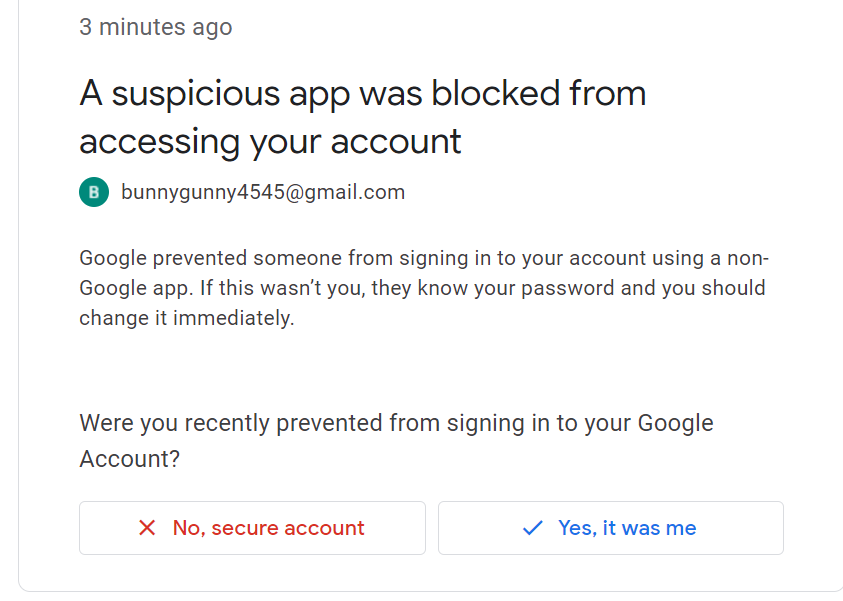 3 minutes ago
A suspicious app was blocked from
accessing your account
B
bunnygunny4545@gmail.com
Google prevented someone from signing in to your account using a non-
Google app. If this wasn’t you, they know your password and you should
change it immediately.
Were you recently prevented from signing in to your Google
Account?
No, secure account
Yes, it was me